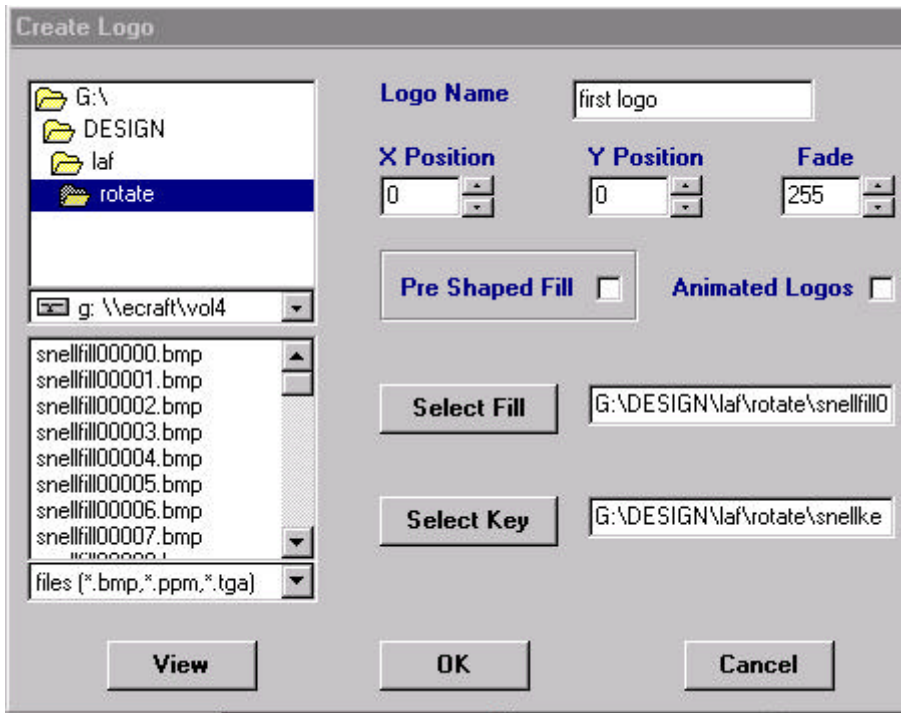 Create Logo
G:\
DESIGN
laf
rotate
g: \\ecraft\vol4
snellfill00000.bmp
snellfill00001.bmp
snellfill00002.bmp
snellfill00003.bmp
snellfill00004.bmp
snellfill00005.bmp
snellfill00006.bmp
snellfill00007.bmp
files (*.bmp,*.ppm,*.tga)
Logo Name
first logo
X Position
Y Position
Fade
0
0
255
Pre Shaped Fill
Animated Logos
Select Fill
G:\DESIGN\laf\rotate\snellfill0
Select Key
G:\DESIGN\laf\rotate\snellke
View
OK
Cancel